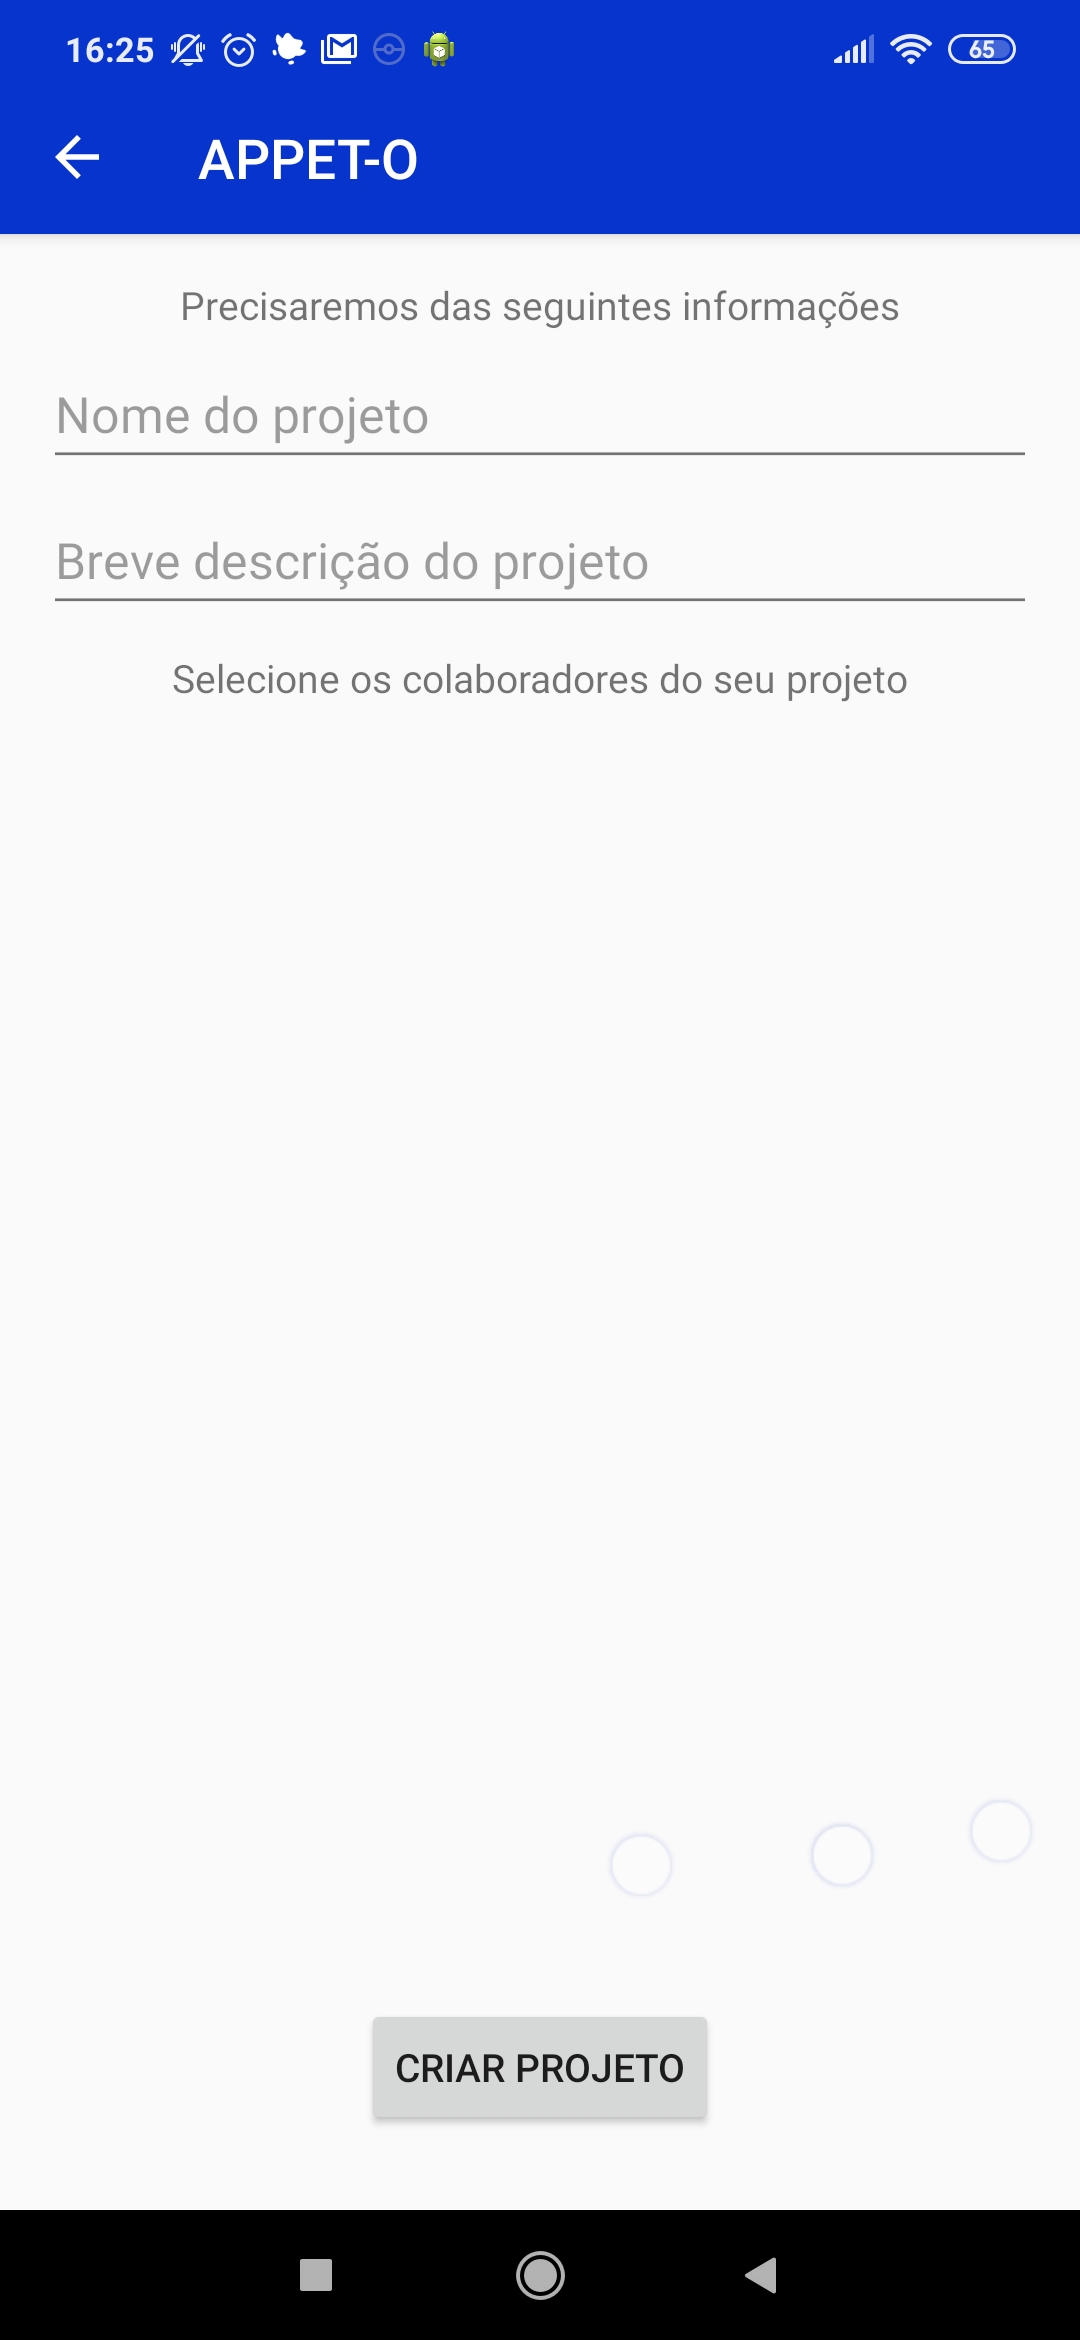 16:25
65
APPET-O
Precisaremos das seguintes informações
Nome do projeto
Breve descrição do projeto
Selecione os colaboradores do seu projeto
CRIAR PROJETO